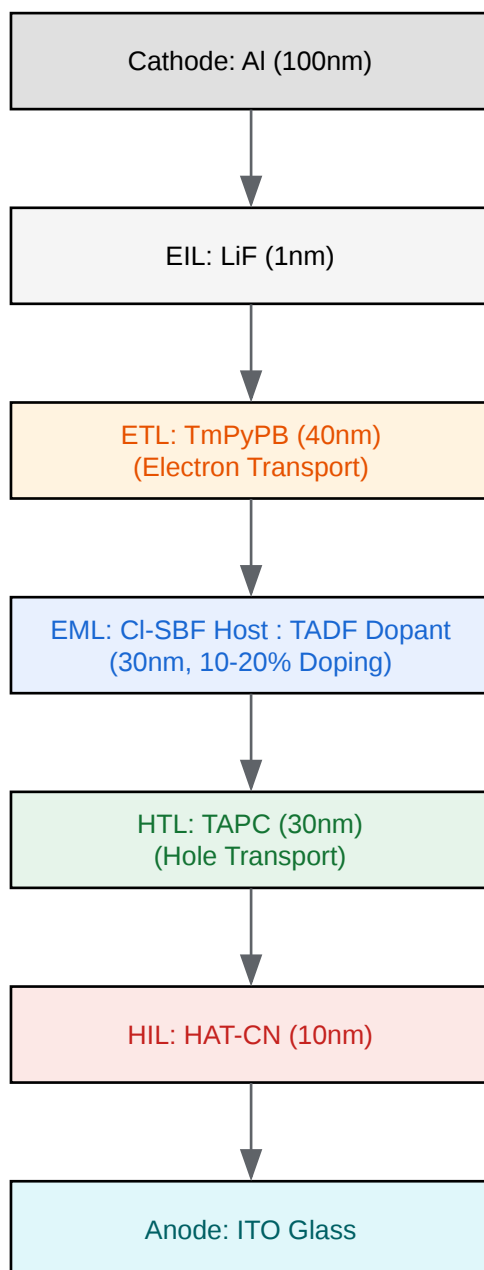 Cathode: Al (100nm)
EIL: LiF (1nm)
ETL: TmPyPB (40nm)
(Electron Transport)
EML: Cl-SBF Host : TADF Dopant
(30nm, 10-20% Doping)
HTL: TAPC (30nm)
(Hole Transport)
HIL: HAT-CN (10nm)
Anode: ITO Glass